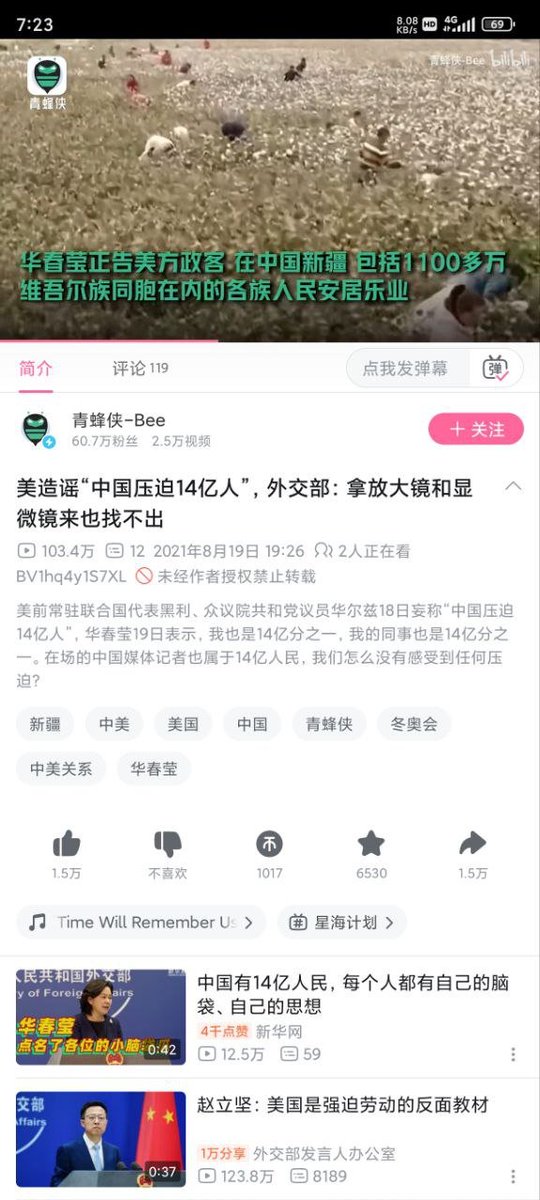 7:23
8.08 KB/s HD 4G 69
青蜂侠-Bee bilibili
青蜂侠
华春莹正告美方政客 在中国新疆 包括1100多万
维吾尔族同胞在内的各族人民安居乐业
简介 评论 119 点我发弹幕 弹
青蜂侠-Bee
60.7万粉丝 2.5万视频
+ 关注
美造谣“中国压迫14亿人”，外交部：拿放大镜和显
微镜来也找不出
103.4万 12 2021年8月19日 19:26 2人正在看
BV1hq4y1S7XL 未经作者授权禁止转载
美前常驻联合国代表黑利、众议院共和党议员华尔兹18日妄称“中国压迫
14亿人”，华春莹19日表示，我也是14亿分之一，我的同事也是14亿分之
一。在场的中国媒体记者也属于14亿人民，我们怎么没有感受到任何压
迫？
新疆 中美 美国 中国 青蜂侠 冬奥会
中美关系 华春莹
1.5万 不喜欢 1017 6530 1.5万
Time Will Remember Us 星海计划
人民共和国外交部
y of Foreign Affairs
华春莹
点名了各位的小脑
0:42
中国有14亿人民，每个人都有自己的脑
袋、自己的思想
4千点赞 新华网
12.5万 59
交部
ffairs
0:37
赵立坚：美国是强迫劳动的反面教材
1万分享 外交部发言人办公室
123.8万 8189